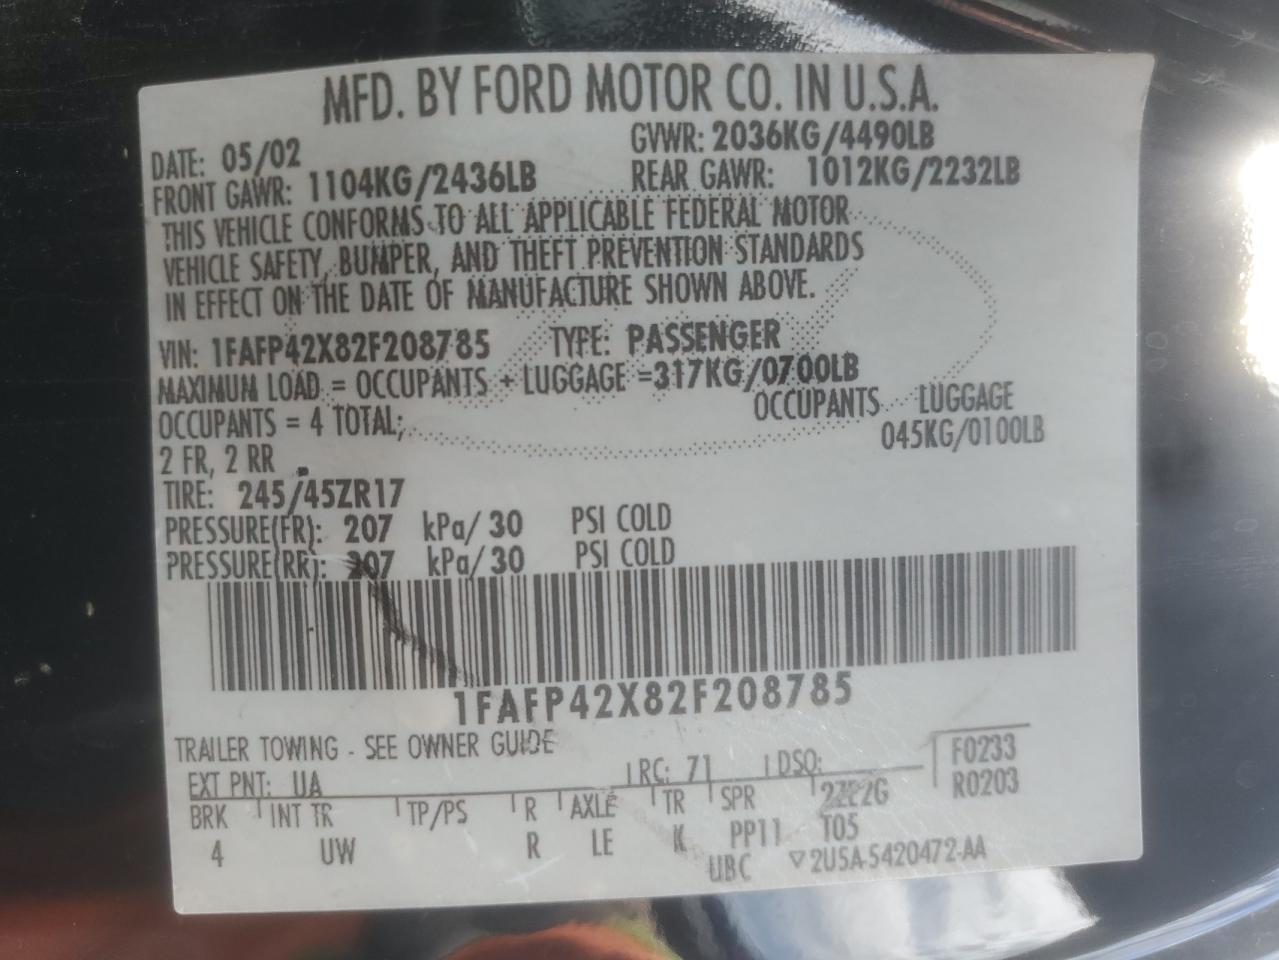 MFD. BY FORD MOTOR CO. IN U.S.A.
DATE: 05/02 GVWR: 2036KG/4490LB
FRONT GAWR: 1104KG/2436LB REAR GAWR: 1012KG/2232LB
THIS VEHICLE CONFORMS TO ALL APPLICABLE FEDERAL MOTOR
VEHICLE SAFETY, BUMPER, AND THEFT PREVENTION STANDARDS
IN EFFECT ON THE DATE OF MANUFACTURE SHOWN ABOVE.
VIN: 1FAFP42X82F208785 TYPE: PASSENGER
MAXIMUM LOAD = OCCUPANTS + LUGGAGE =317KG/0700LB
OCCUPANTS = 4 TOTAL; OCCUPANTS LUGGAGE
2 FR, 2 RR 045KG/0100LB
TIRE: 245/45ZR17
PRESSURE(FR): 207 kPa/ 30 PSI COLD
PRESSURE(RR): 207 kPa/ 30 PSI COLD
1FAFP42X82F208785
TRAILER TOWING - SEE OWNER GUIDE
EXT PNT: UA RC: 71 DSO: F0233
BRK INT TR TP/PS R AXLE TR SPR R0203
4 UW R LE K PP11 T05
UBC ▽2U5A-5420472-AA